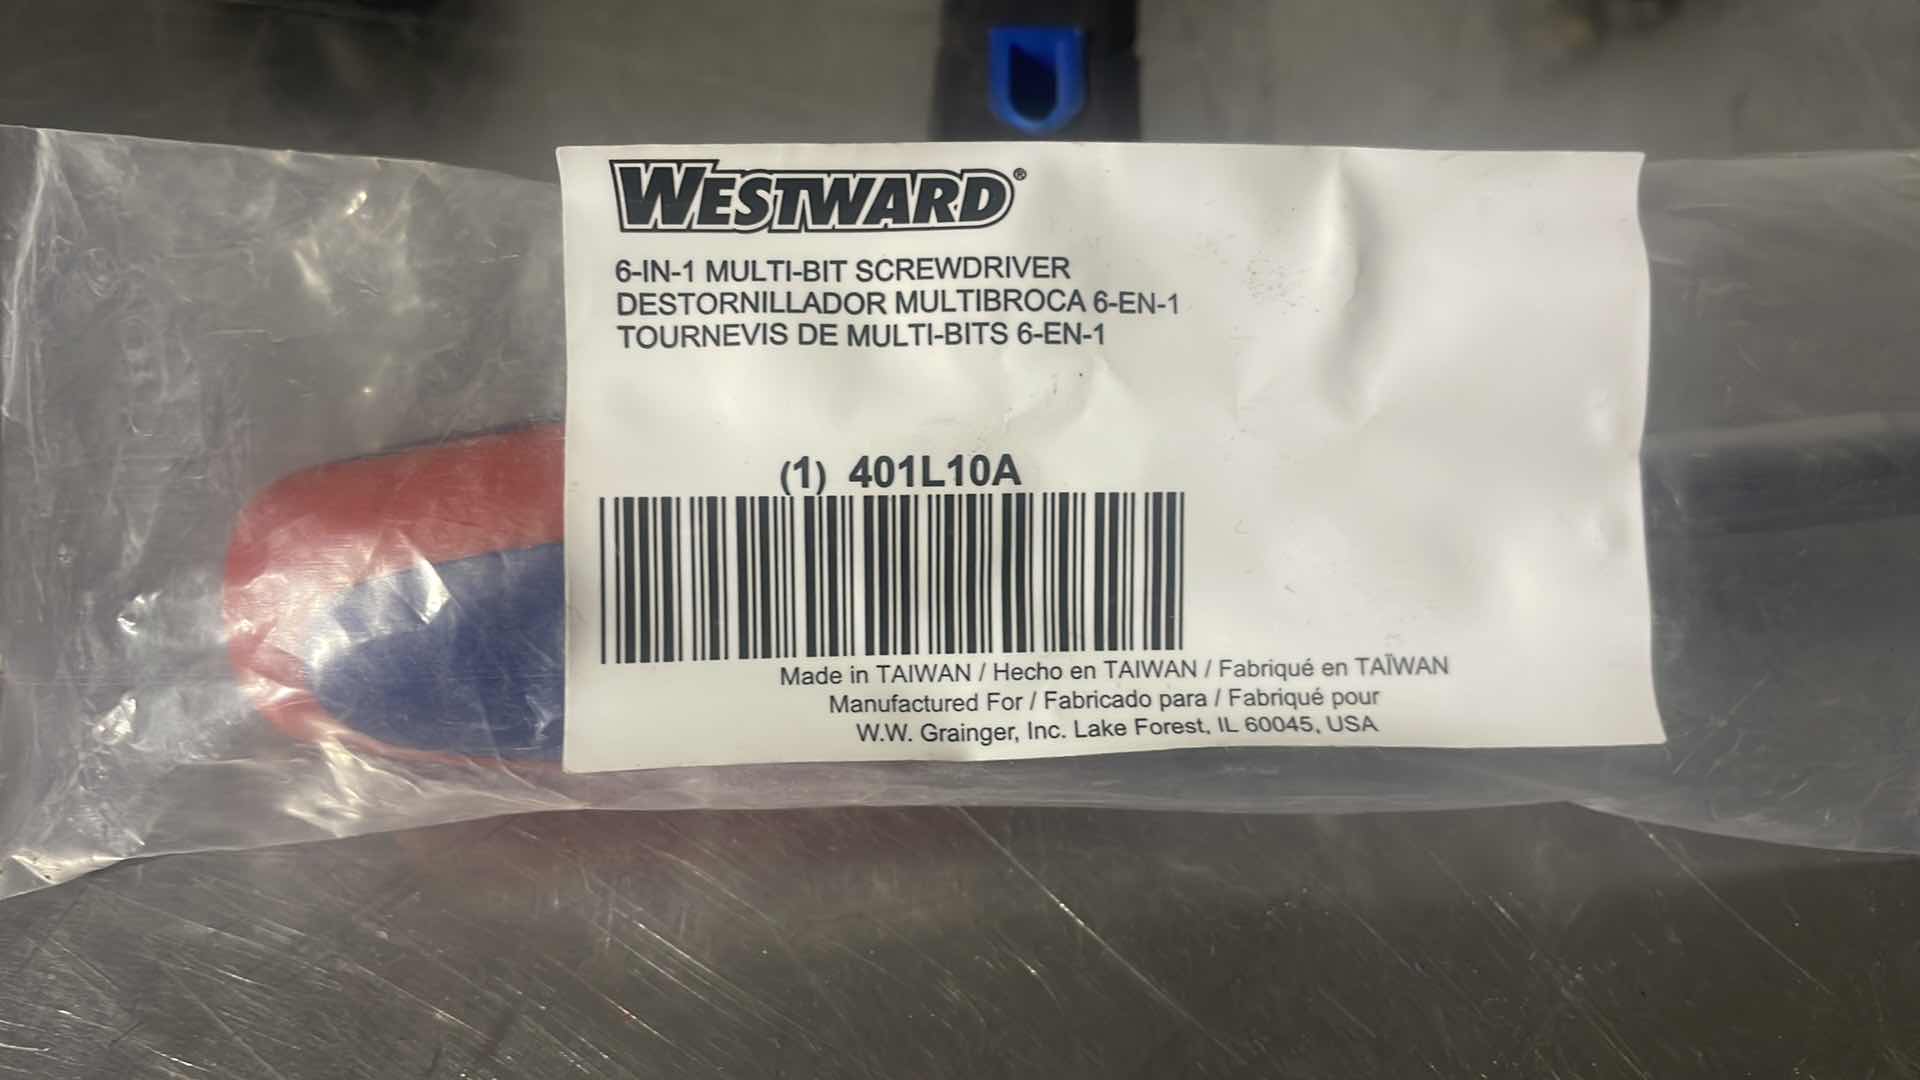 WESTWARD®
6-IN-1 MULTI-BIT SCREWDRIVER
DESTORNILLADOR MULTIBROCA 6-EN-1
TOURNEVIS DE MULTI-BITS 6-EN-1
(1) 401L10A
Made in TAIWAN / Hecho en TAIWAN / Fabriqué en TAÏWAN
Manufactured For / Fabricado para / Fabriqué pour
W.W. Grainger, Inc. Lake Forest, IL 60045, USA